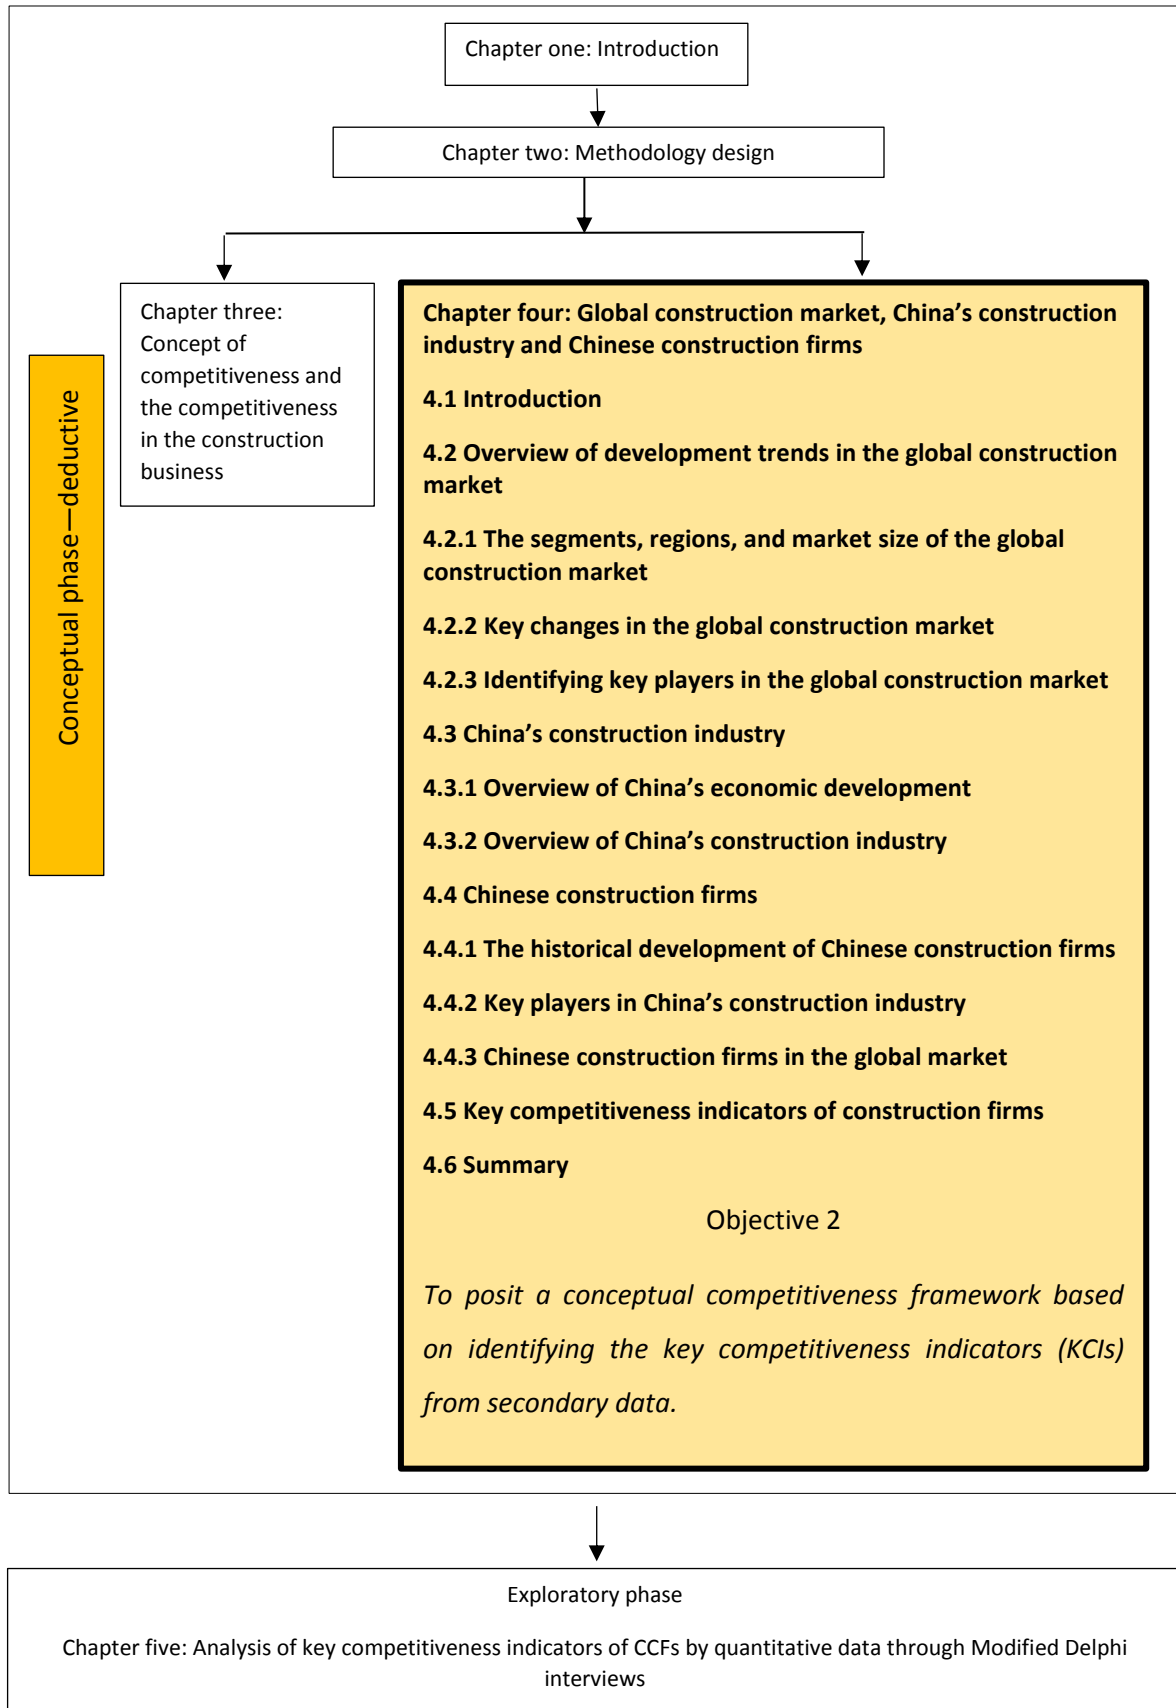 Chapter one: Introduction
Chapter two: Methodology design
Conceptual phase—deductive
Chapter three:
Concept of
competitiveness and
the competitiveness
in the construction
business
Chapter four: Global construction market, China’s construction
industry and Chinese construction firms
4.1 Introduction
4.2 Overview of development trends in the global construction
market
4.2.1 The segments, regions, and market size of the global
construction market
4.2.2 Key changes in the global construction market
4.2.3 Identifying key players in the global construction market
4.3 China’s construction industry
4.3.1 Overview of China’s economic development
4.3.2 Overview of China’s construction industry
4.4 Chinese construction firms
4.4.1 The historical development of Chinese construction firms
4.4.2 Key players in China’s construction industry
4.4.3 Chinese construction firms in the global market
4.5 Key competitiveness indicators of construction firms
4.6 Summary
Objective 2
To posit a conceptual competitiveness framework based
on identifying the key competitiveness indicators (KCIs)
from secondary data.
Exploratory phase
Chapter five: Analysis of key competitiveness indicators of CCFs by quantitative data through Modified Delphi
interviews